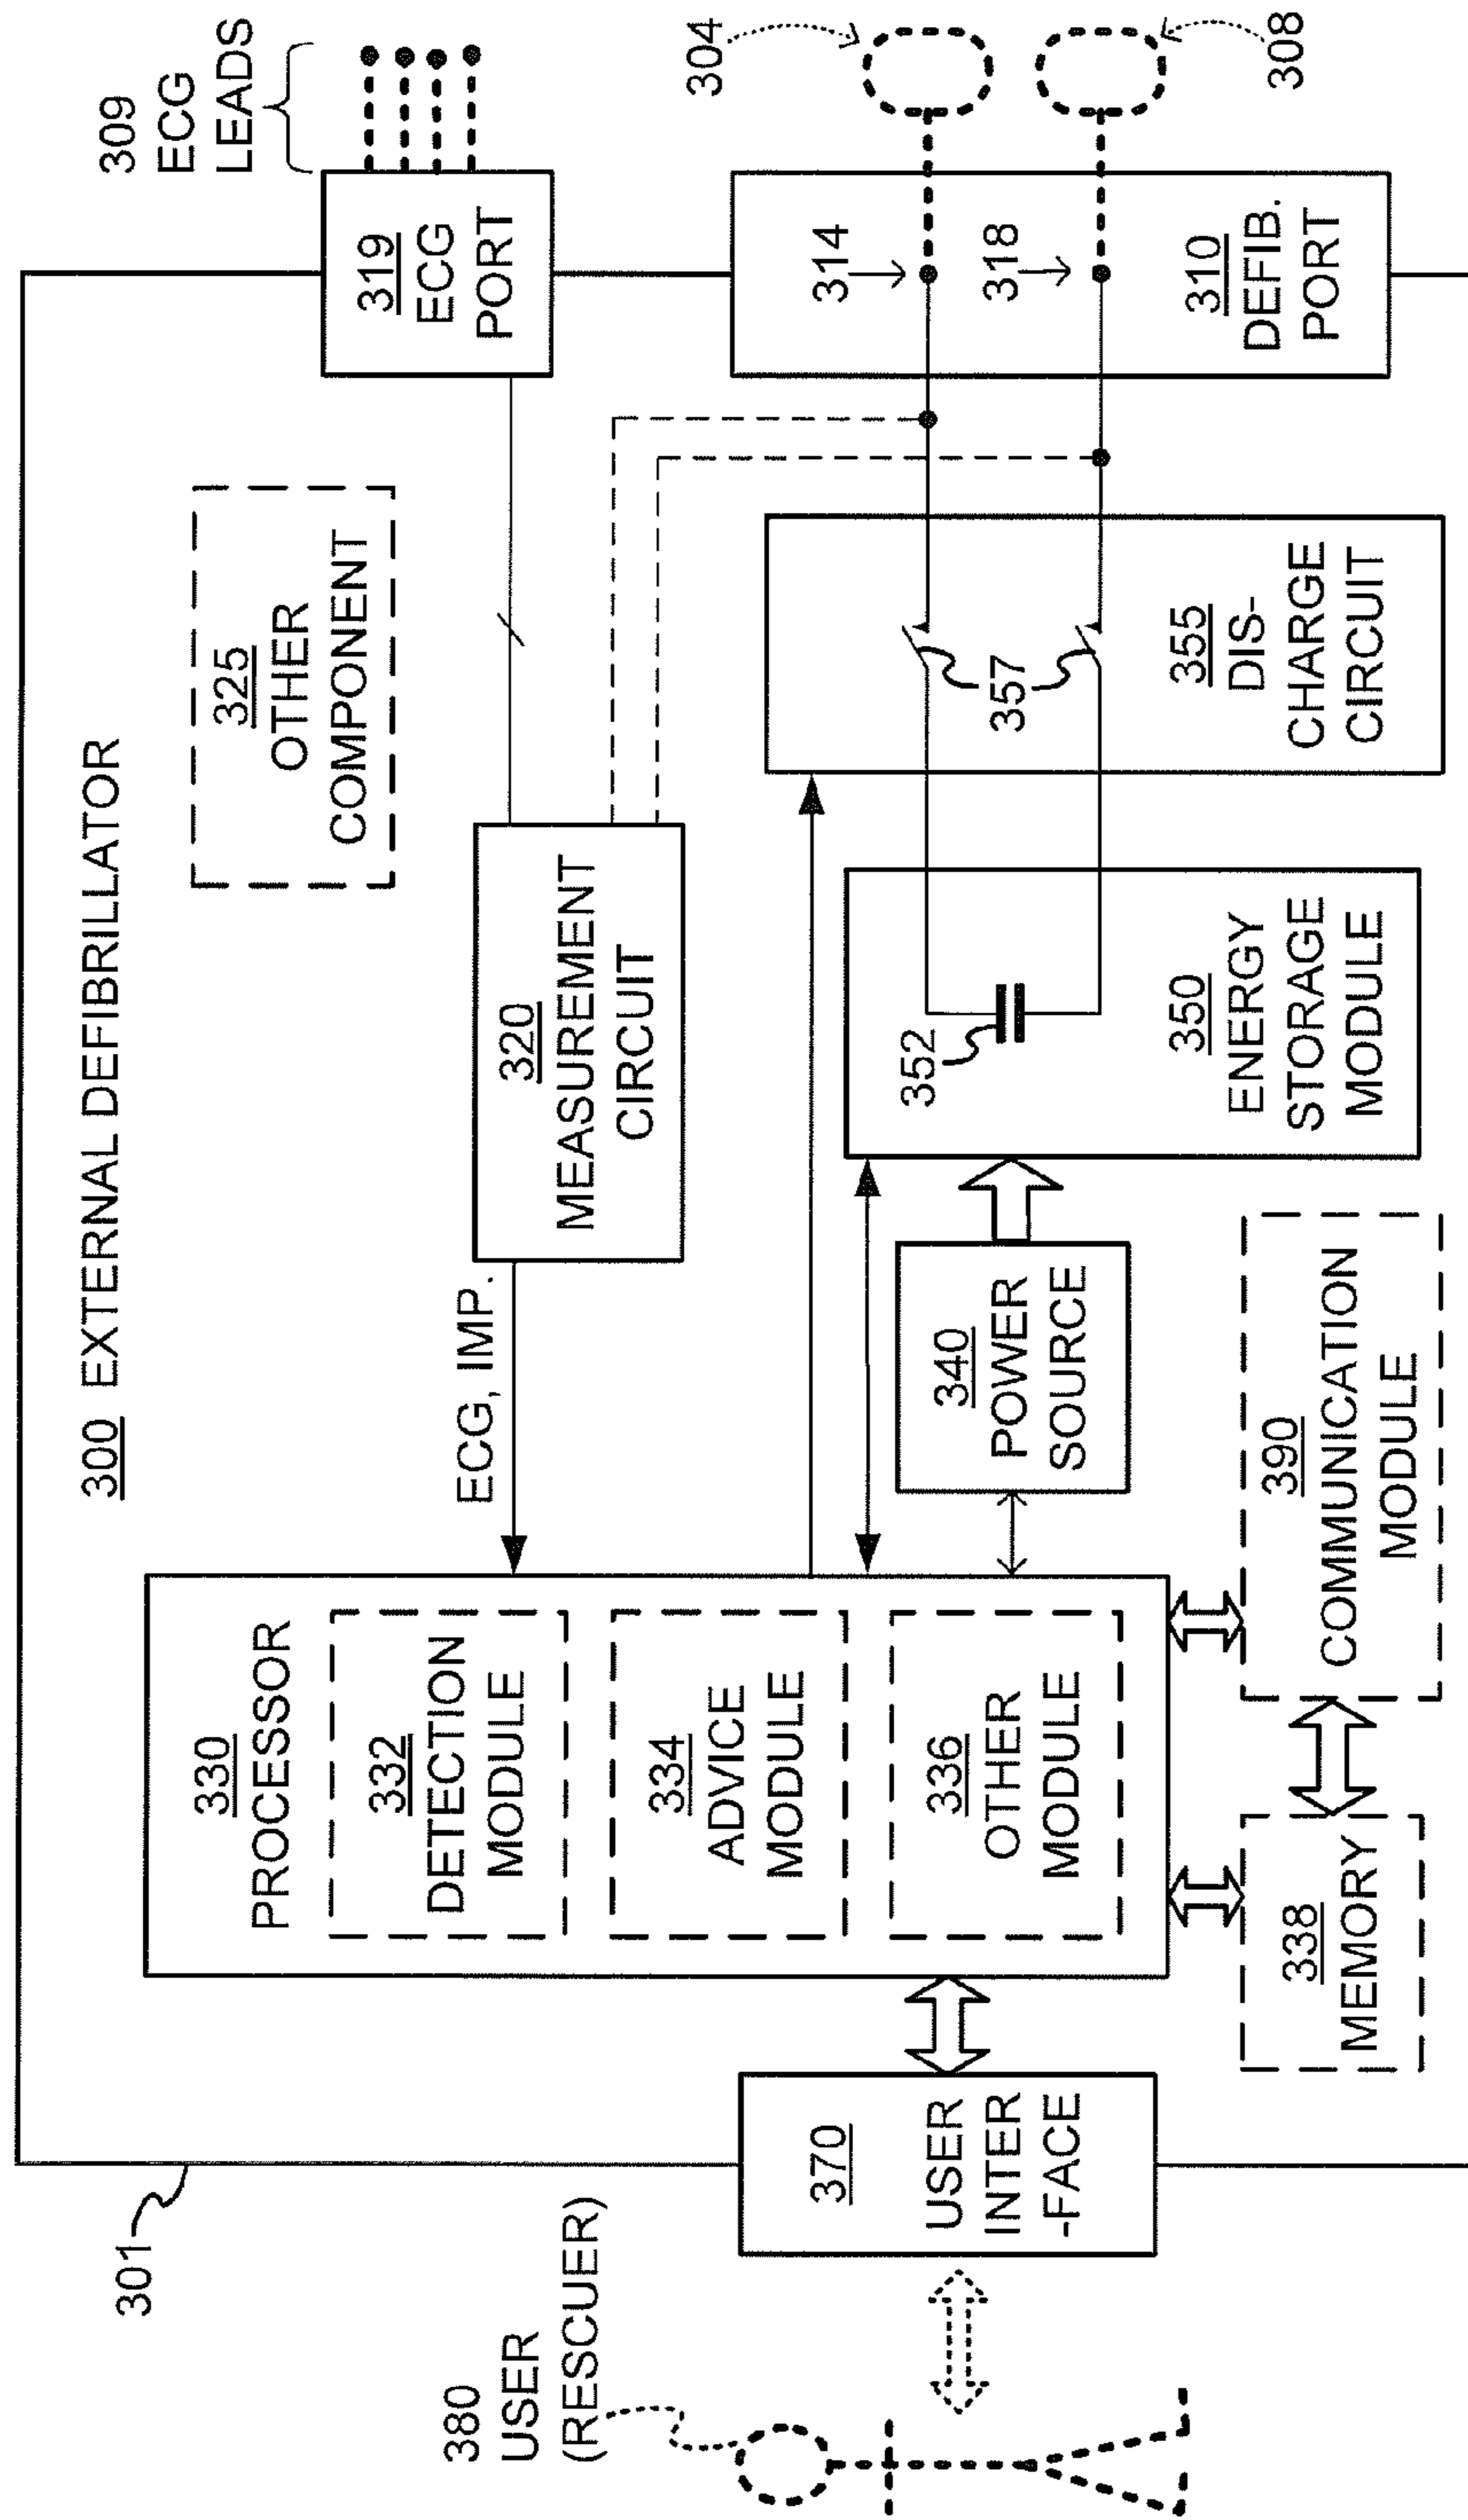 300 EXTERNAL DEFIBRILLATOR
301
309
ECG
LEADS
319
ECG
PORT
325
OTHER
COMPONENT
304
308
314
318
310
DEFIB.
PORT
320
MEASUREMENT
CIRCUIT
ECG, IMP.
330
PROCESSOR
332
DETECTION
MODULE
334
ADVICE
MODULE
336
OTHER
MODULE
340
POWER
SOURCE
352
350
ENERGY
STORAGE
MODULE
357
355
DIS-
CHARGE
CIRCUIT
338
MEMORY
390
COMMUNICATION
MODULE
370
USER
INTER
-FACE
380
USER
(RESCUER)